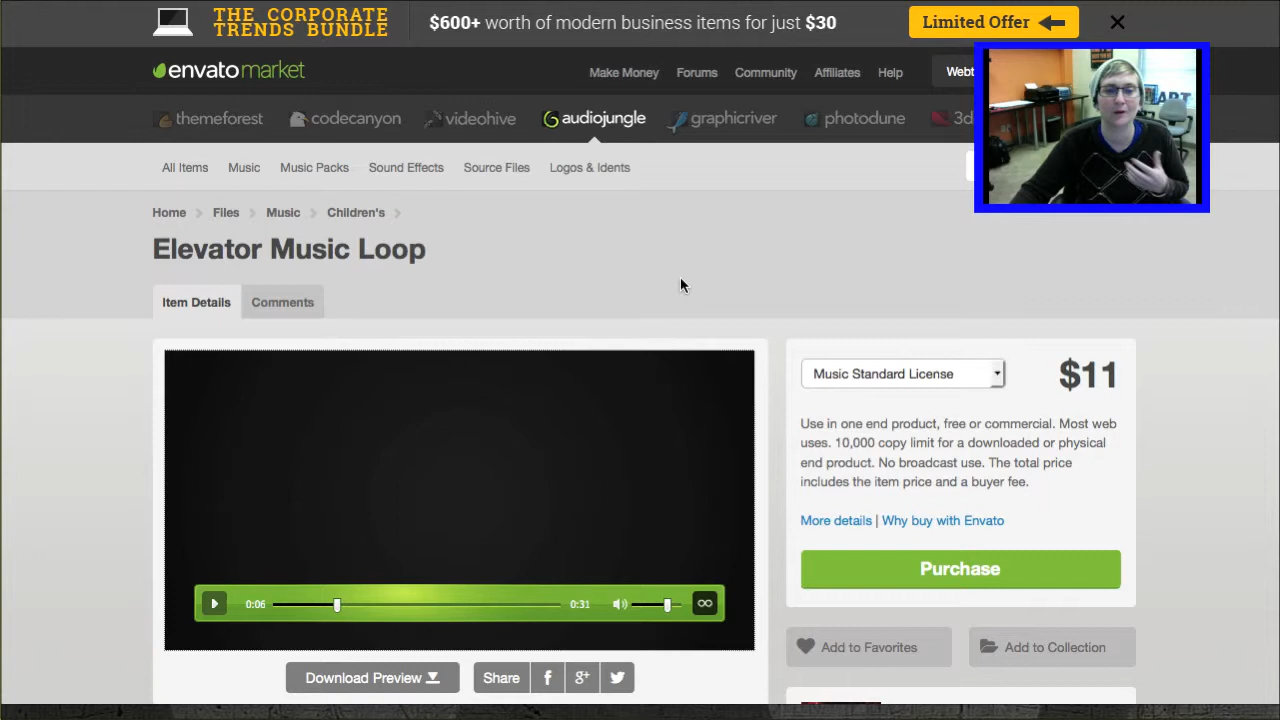 THE CORPORATE
TRENDS BUNDLE
$600+ worth of modern business items for just $30
Limited Offer
envatomarket
Make Money
Forums
Community
Affiliates
Help
themeforest
codecanyon
videohive
audiojungle
graphicriver
photodune
3d
All Items
Music
Music Packs
Sound Effects
Source Files
Logos & Idents
Home
Files
Music
Children's
Elevator Music Loop
Item Details
Comments
Music Standard License
$11
Use in one end product, free or commercial. Most web
uses. 10,000 copy limit for a downloaded or physical
end product. No broadcast use. The total price
includes the item price and a buyer fee.
More details | Why buy with Envato
Purchase
0:06
0:31
Add to Favorites
Add to Collection
Download Preview
Share